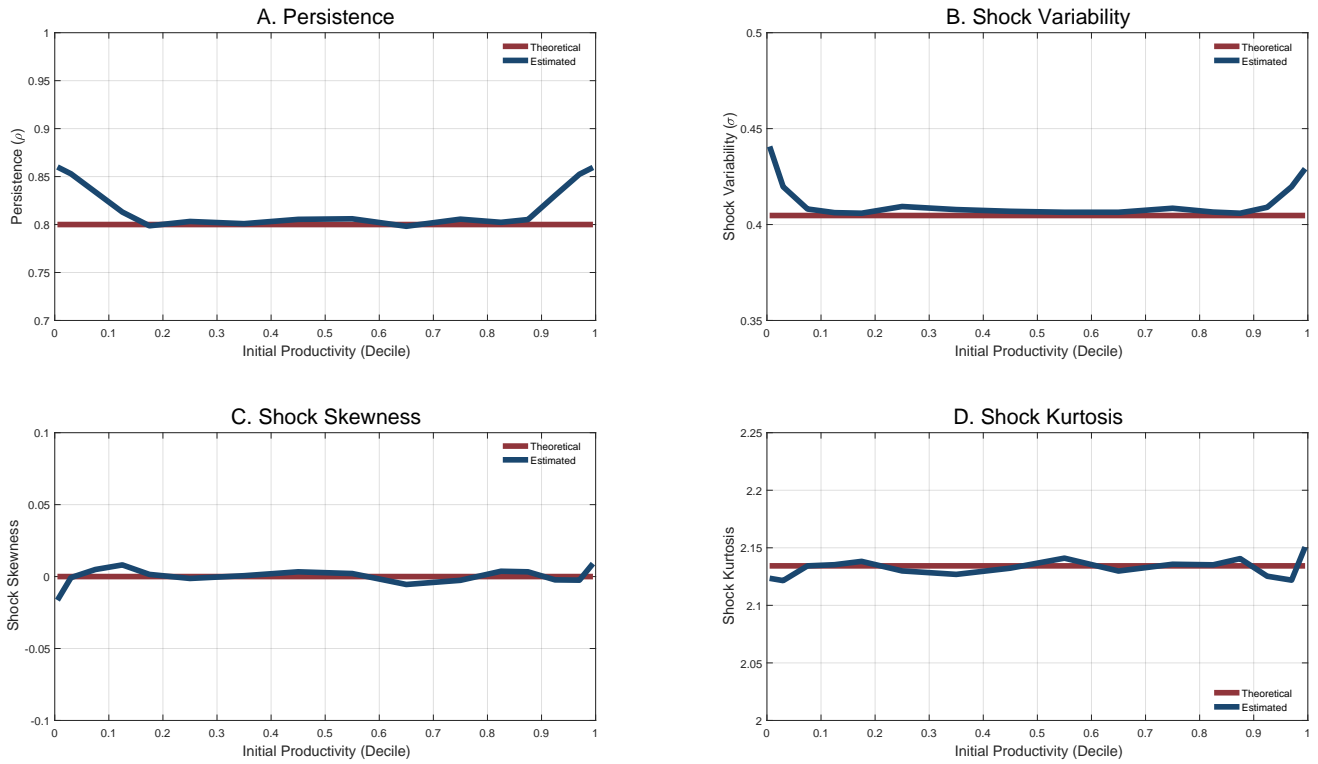 A. Persistence
1
0.95
0.9
0.85
0.8
0.75
0.7
Persistence (ρ)
Theoretical
Estimated
0 0.1 0.2 0.3 0.4 0.5 0.6 0.7 0.8 0.9 1
Initial Productivity (Decile)
B. Shock Variability
0.5
0.45
0.4
0.35
Shock Variability (σ)
Theoretical
Estimated
0 0.1 0.2 0.3 0.4 0.5 0.6 0.7 0.8 0.9 1
Initial Productivity (Decile)
C. Shock Skewness
0.1
0.05
0
-0.05
-0.1
Shock Skewness
Theoretical
Estimated
0 0.1 0.2 0.3 0.4 0.5 0.6 0.7 0.8 0.9 1
Initial Productivity (Decile)
D. Shock Kurtosis
2.25
2.2
2.15
2.1
2.05
2
Shock Kurtosis
Theoretical
Estimated
0 0.1 0.2 0.3 0.4 0.5 0.6 0.7 0.8 0.9 1
Initial Productivity (Decile)